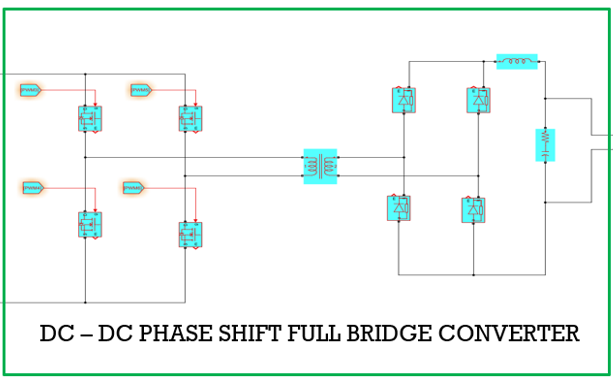 DC – DC PHASE SHIFT FULL BRIDGE CONVERTER